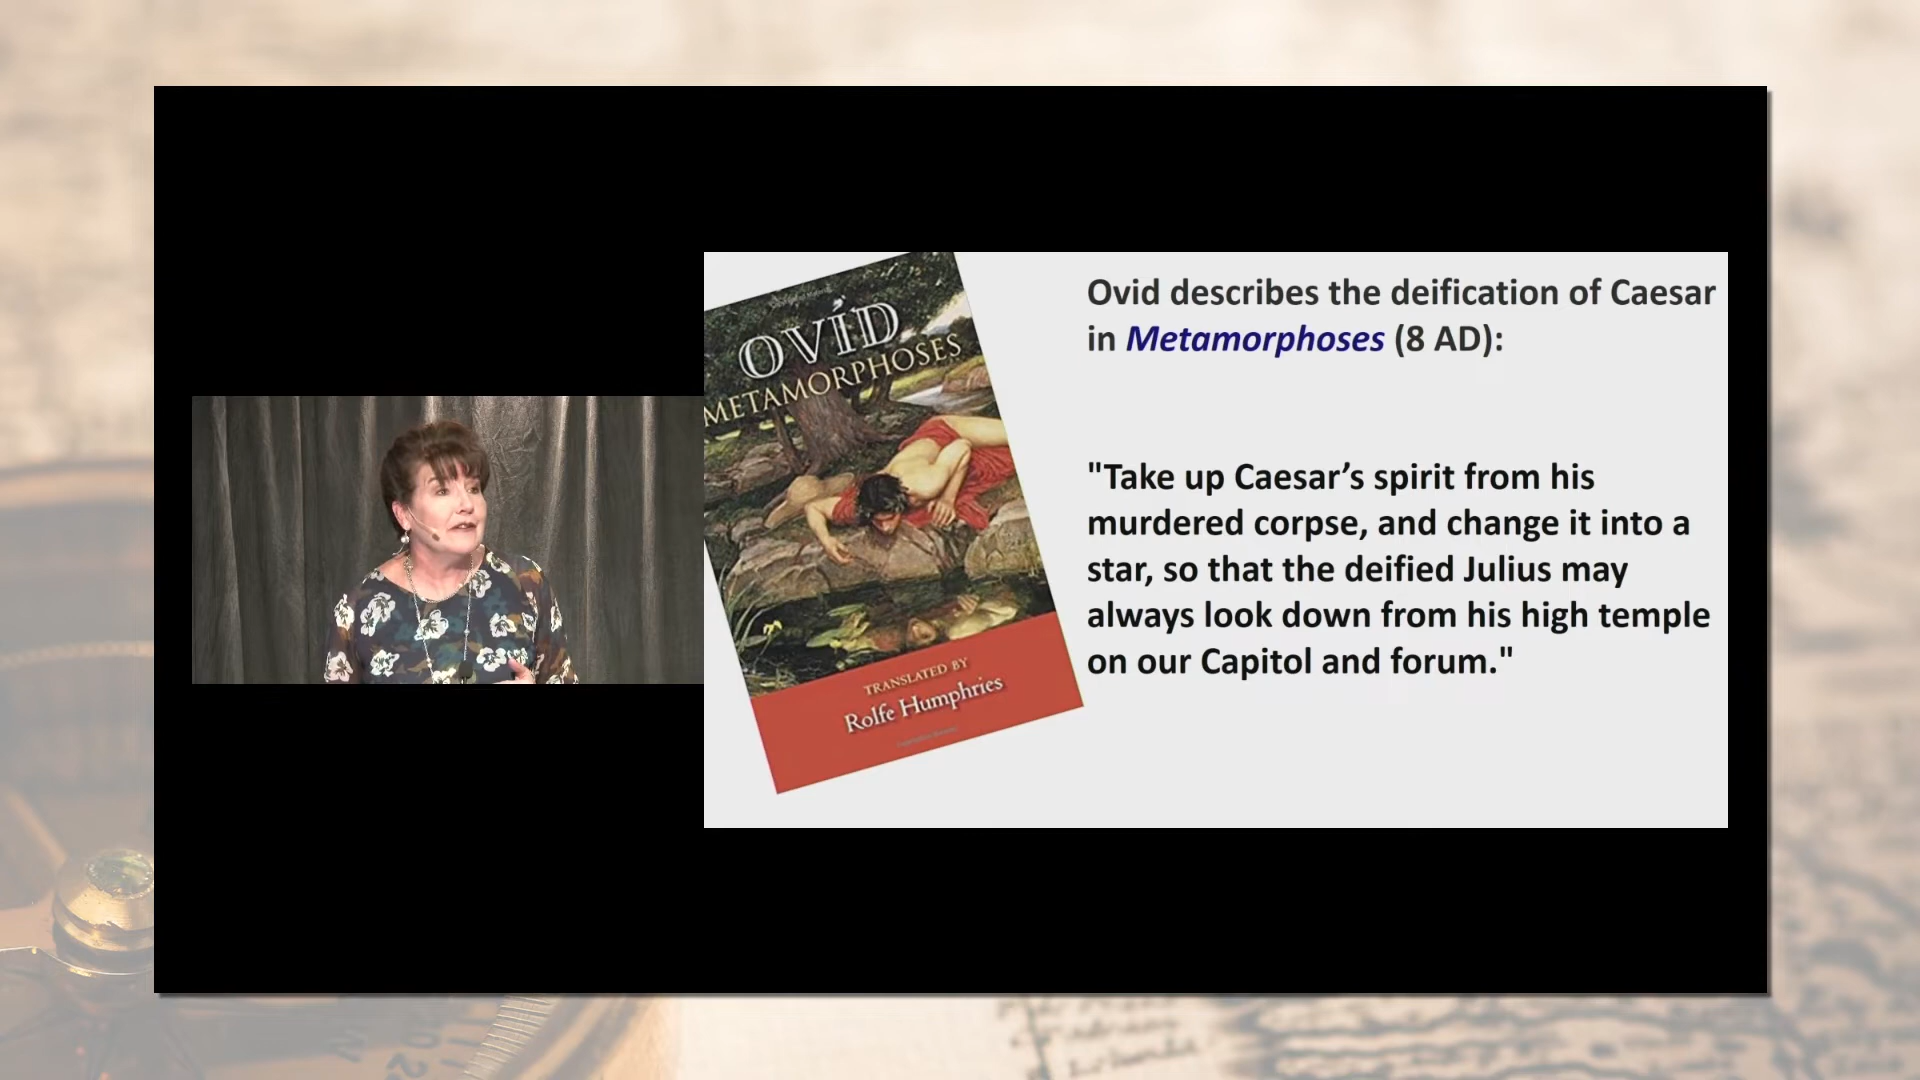 OVÍD
METAMORPHOSES
TRANSLATED BY
Rolfe Humphries
Ovid describes the deification of Caesar
in Metamorphoses (8 AD):
"Take up Caesar’s spirit from his
murdered corpse, and change it into a
star, so that the deified Julius may
always look down from his high temple
on our Capitol and forum."